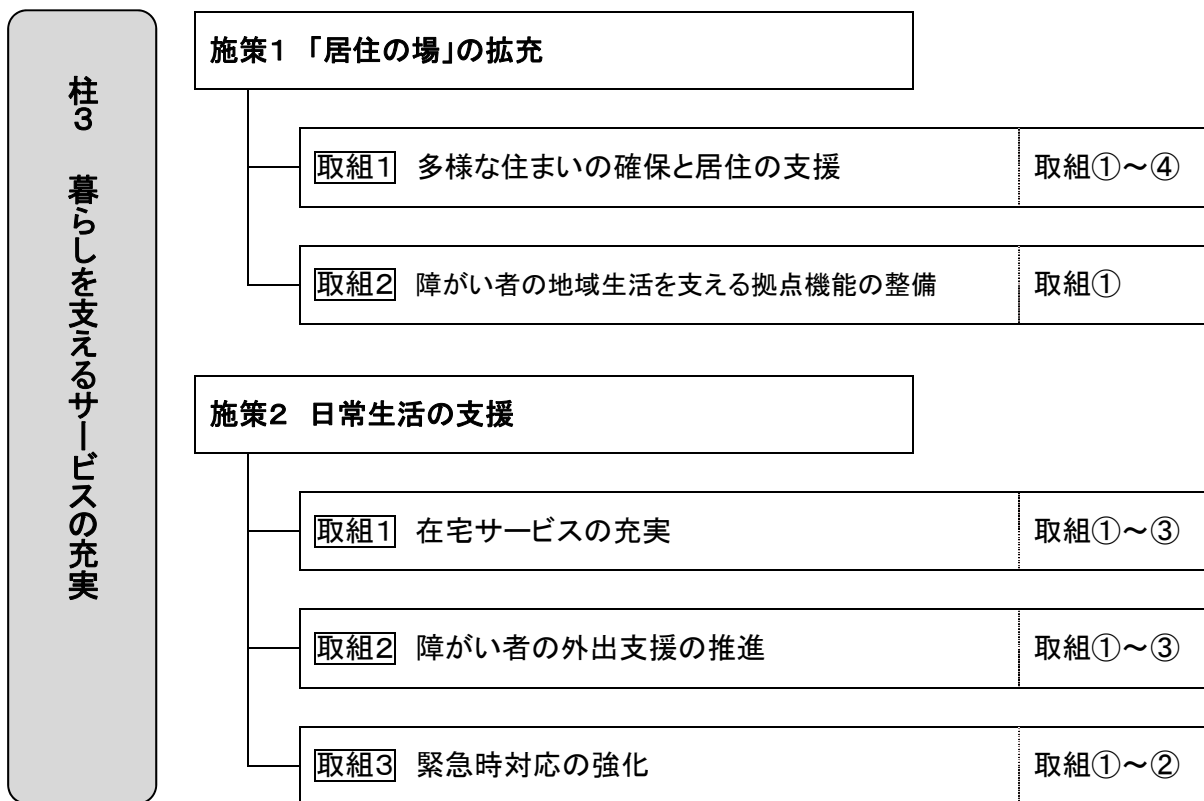 柱3　暮らしを支えるサービスの充実
施策1 「居住の場」の拡充
取組1 多様な住まいの確保と居住の支援 取組①～④
取組2 障がい者の地域生活を支える拠点機能の整備 取組①
施策2 日常生活の支援
取組1 在宅サービスの充実 取組①～③
取組2 障がい者の外出支援の推進 取組①～③
取組3 緊急時対応の強化 取組①～②